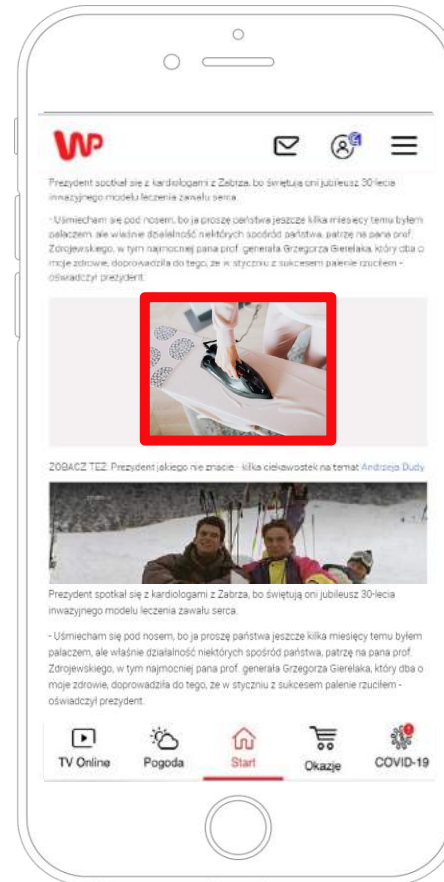 WP
Prezydent spotkał się z kardiologami z Zabrza, bo świętują oni jubileusz 30-lecia
inwazyjnego modelu leczenia zawału serca.
- Uśmiecham się pod nosem, bo ja proszę państwa jeszcze kilka miesięcy temu byłem
palaczem, ale właśnie działalność niektórych spośród państwa, patrzę na pana prof.
Zdrojewskiego, w tym najmocniej pana prof. generała Grzegorza Gierelaka, który dba o
moje zdrowie, doprowadziła do tego, że w styczniu z sukcesem palenie rzuciłem -
oświadczył prezydent.
ZOBACZ TEŻ: Prezydent jakiego nie znacie - kilka ciekawostek na temat Andrzeja Dudy
Prezydent spotkał się z kardiologami z Zabrza, bo świętują oni jubileusz 30-lecia
inwazyjnego modelu leczenia zawału serca.
- Uśmiecham się pod nosem, bo ja proszę państwa jeszcze kilka miesięcy temu byłem
palaczem, ale właśnie działalność niektórych spośród państwa, patrzę na pana prof.
Zdrojewskiego, w tym najmocniej pana prof. generała Grzegorza Gierelaka, który dba o
moje zdrowie, doprowadziła do tego, że w styczniu z sukcesem palenie rzuciłem -
oświadczył prezydent.
TV Online Pogoda Start Okazje COVID-19